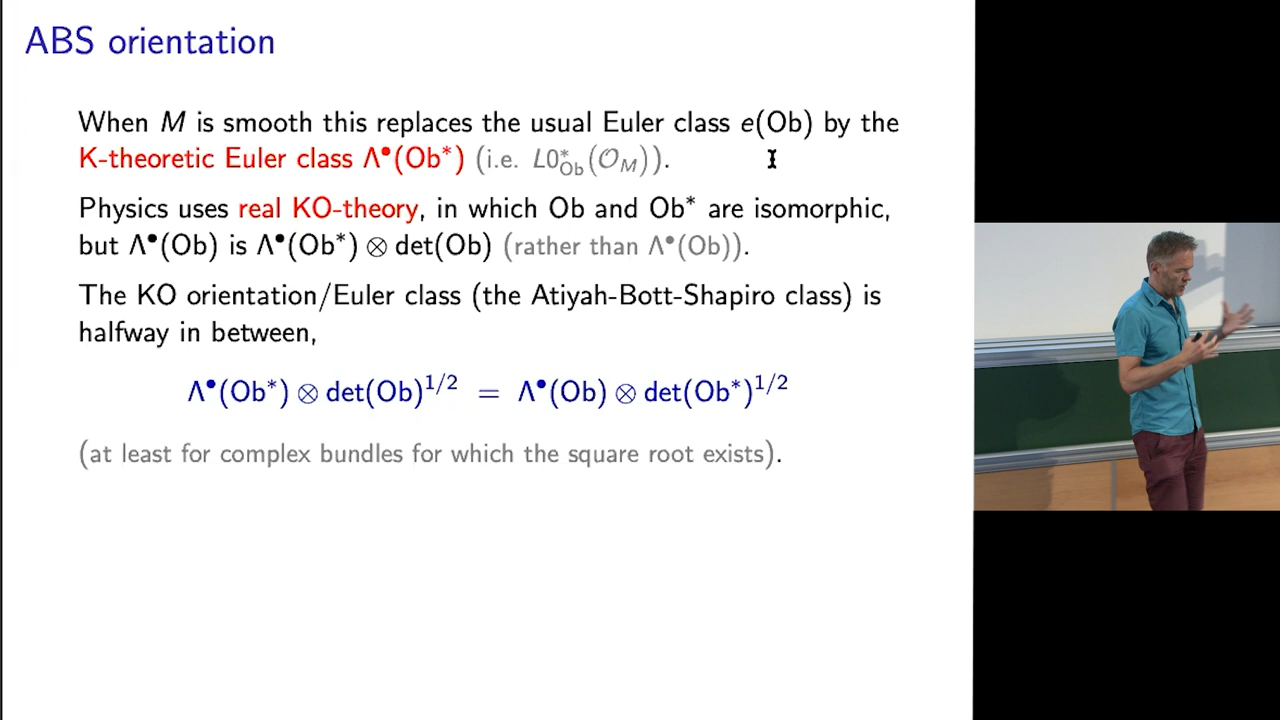 ABS orientation
When M is smooth this replaces the usual Euler class e(Ob) by the
K-theoretic Euler class Λ•(Ob*) (i.e. L0*_Ob(𝒪_M)).
Physics uses real KO-theory, in which Ob and Ob* are isomorphic,
but Λ•(Ob) is Λ•(Ob*) ⊗ det(Ob) (rather than Λ•(Ob)).
The KO orientation/Euler class (the Atiyah-Bott-Shapiro class) is
halfway in between,
Λ•(Ob*) ⊗ det(Ob)^1/2 = Λ•(Ob) ⊗ det(Ob*)^1/2
(at least for complex bundles for which the square root exists).